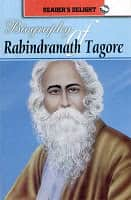 READER'S DELIGHT
Biography
of
Rabindranath Tagore